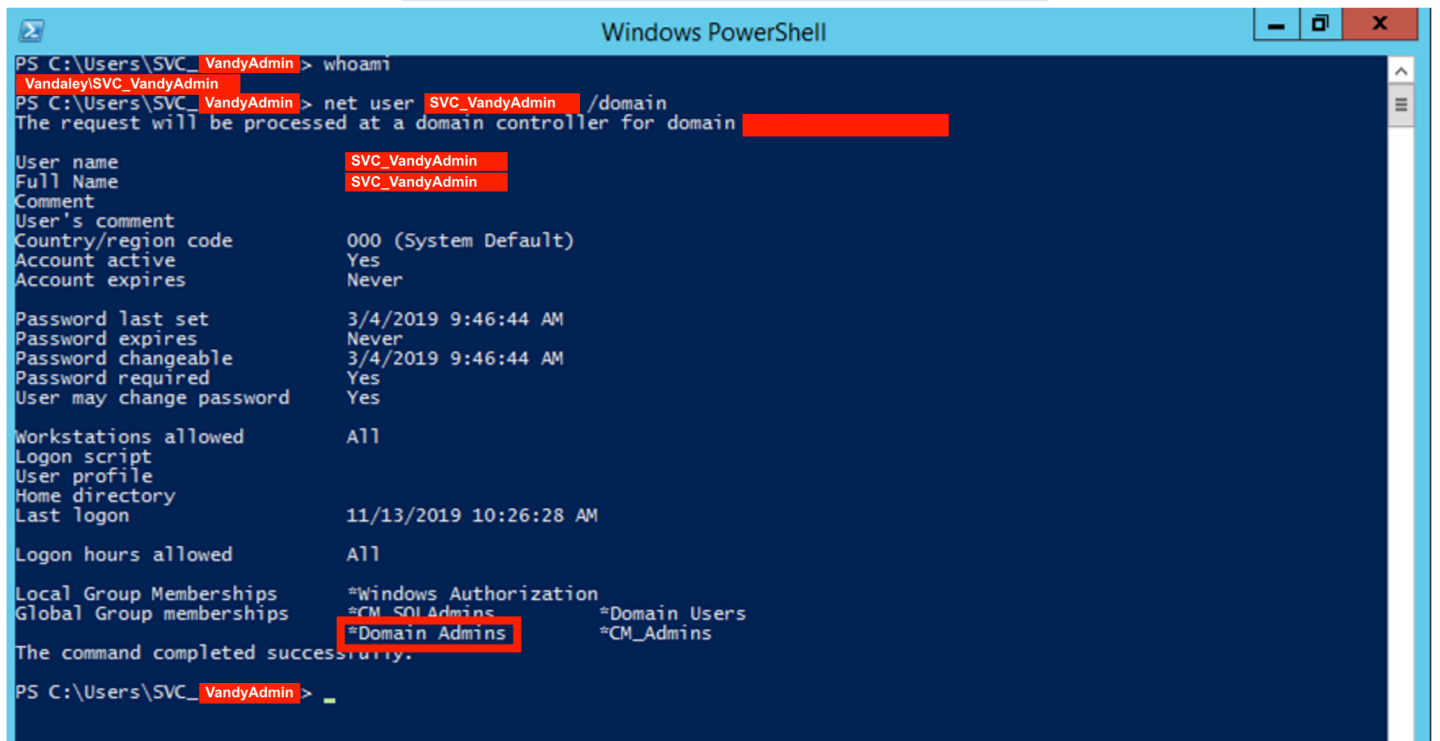 Windows PowerShell
PS C:\Users\SVC_VandyAdmin> whoami
Vandaley\SVC_VandyAdmin
PS C:\Users\SVC_VandyAdmin> net user SVC_VandyAdmin /domain
The request will be processed at a domain controller for domain
User name SVC_VandyAdmin
Full Name SVC_VandyAdmin
Comment
User's comment
Country/region code 000 (System Default)
Account active Yes
Account expires Never
Password last set 3/4/2019 9:46:44 AM
Password expires Never
Password changeable 3/4/2019 9:46:44 AM
Password required Yes
User may change password Yes
Workstations allowed All
Logon script
User profile
Home directory
Last logon 11/13/2019 10:26:28 AM
Logon hours allowed All
Local Group Memberships *Windows Authorization
Global Group memberships *CM_SQLAdmins *Domain Users
*Domain Admins *CM_Admins
The command completed successfully.
PS C:\Users\SVC_VandyAdmin>